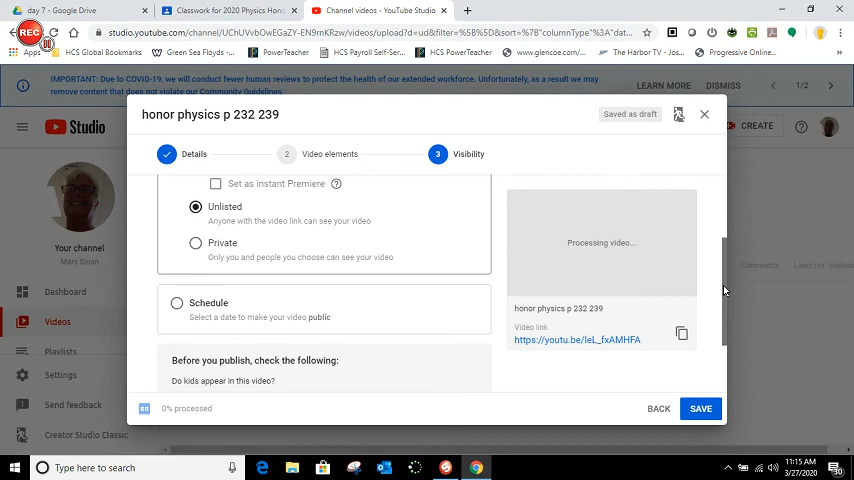 day 7 - Google Drive
Classwork for 2020 Physics Hono
Channel videos - YouTube Studio
REC
studio.youtube.com/channel/UChUVvbOwEGaZY-EN9rnKRzw/videos/upload?d=ud&filter=%5B%5D&sort=%7B"columnType"%3A"dat...
Apps
HCS Global Bookmarks
Green Sea Floyds -...
PowerTeacher
HCS Payroll Self-Ser...
HCS PowerTeacher
www.glencoe.com/...
The Harbor TV - Jos...
Progressive Online...
IMPORTANT: Due to COVID-19, we will conduct fewer human reviews to protect the health of our extended workforce. Unfortunately, as a result we may
remove content that does not violate our Community Guidelines
LEARN MORE
DISMISS
1/2
Studio
CREATE
Your channel
Mary Sloan
Dashboard
Videos
Playlists
Settings
Send feedback
Creator Studio Classic
Comments
Likes (vs. dislikes
honor physics p 232 239
Saved as draft
Details
2
Video elements
3
Visibility
Set as instant Premiere
Unlisted
Anyone with the video link can see your video
Private
Only you and people you choose can see your video
Schedule
Select a date to make your video public
Before you publish, check the following:
Do kids appear in this video?
Processing video...
honor physics p 232 239
Video link
https://youtu.be/leL_fxAMHFA
0% processed
BACK
SAVE
Type here to search
11:15 AM
3/27/2020
30